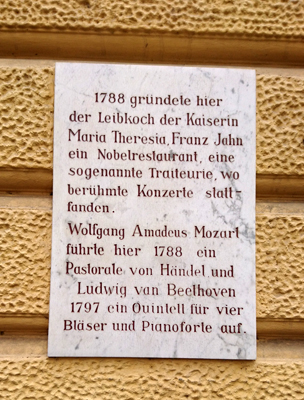 1788 gründete hier
der Leibkoch der Kaiserin
Maria Theresia, Franz Jahn
ein Nobelrestaurant, eine
sogenannte Traiteurie, wo
berühmte Konzerte statt-
fanden.
Wolfgang Amadeus Mozart
führte hier 1788 ein
Pastorale von Händel und
Ludwig van Beethoven
1797 ein Quintett für vier
Bläser und Pianoforte auf.